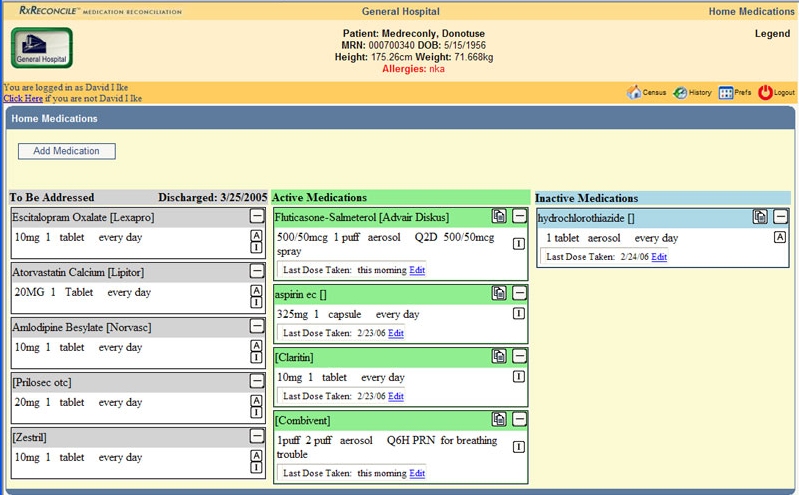 RxReconcile™ MEDICATION RECONCILIATION
General Hospital
Home Medications
General Hospital
Patient: Medreconly, Donotuse
MRN: 000700340 DOB: 5/15/1956
Height: 175.26cm Weight: 71.668kg
Allergies: nka
Legend
You are logged in as David I Ike
Click Here if you are not David I Ike
Census
History
Prefs
Logout
Home Medications
Add Medication
To Be Addressed Discharged: 3/25/2005
Escitalopram Oxalate [Lexapro]
10mg 1 tablet every day
A
I
Atorvastatin Calcium [Lipitor]
20MG 1 Tablet every day
A
I
Amlodipine Besylate [Norvasc]
10mg 1 tablet every day
A
I
[Prilosec otc]
20mg 1 tablet every day
A
I
[Zestril]
10mg 1 tablet every day
A
I
Active Medications
Fluticasone-Salmeterol [Advair Diskus]
500/50mcg 1 puff aerosol Q2D 500/50mcg
spray
I
Last Dose Taken: this morning Edit
aspirin ec []
325mg 1 capsule every day
I
Last Dose Taken: 2/23/06 Edit
[Claritin]
10mg 1 tablet every day
I
Last Dose Taken: 2/23/06 Edit
[Combivent]
1puff 2 puff aerosol Q6H PRN for breathing
trouble
I
Last Dose Taken: this morning Edit
Inactive Medications
hydrochlorothiazide []
1 tablet aerosol every day
A
Last Dose Taken: 2/24/06 Edit